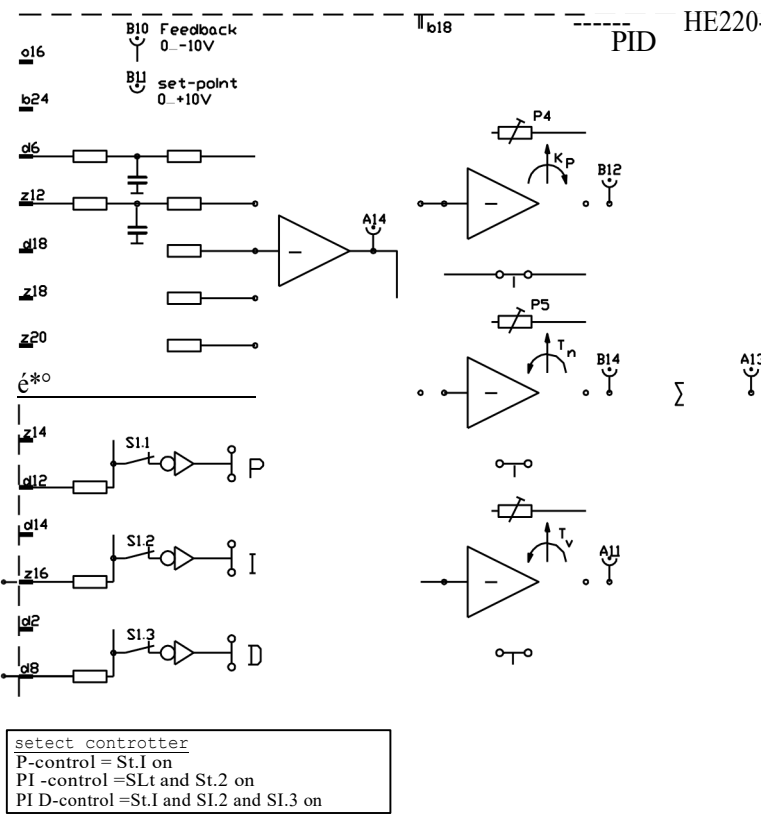 HE220-
PID
b18
B10 Feedback
0...-10V
B11 set-point
0...+10V
o16
b24
d6
z12
d18
z18
z20
A14
P4
Kp
B12
P5
Tn
B14
Σ
A13
Tv
A11
é*°
z14
S1.1
P
d12
d14
S1.2
I
z16
d2
S1.3
D
d8
setect controtter
P-control = St.I on
PI -control =SLt and St.2 on
PI D-control =St.I and SI.2 and SI.3 on